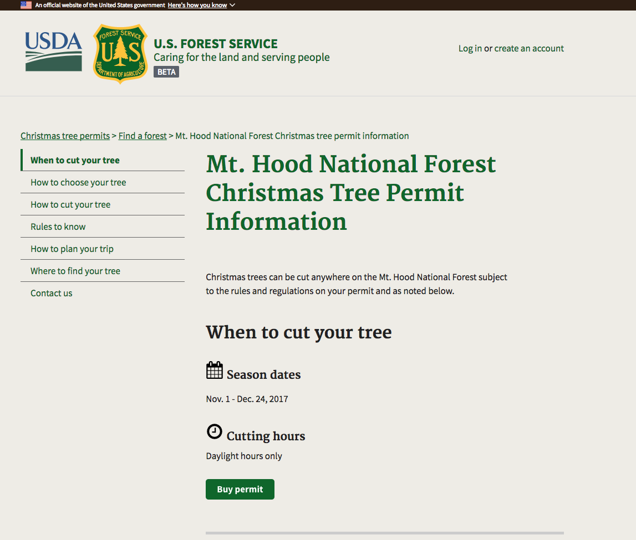 An official website of the United States government Here's how you know
USDA
FOREST SERVICE
U S
DEPARTMENT OF AGRICULTURE
U.S. FOREST SERVICE
Caring for the land and serving people
BETA
Log in or create an account
Christmas tree permits > Find a forest > Mt. Hood National Forest Christmas tree permit information
When to cut your tree
How to choose your tree
How to cut your tree
Rules to know
How to plan your trip
Where to find your tree
Contact us
Mt. Hood National Forest
Christmas Tree Permit
Information
Christmas trees can be cut anywhere on the Mt. Hood National Forest subject
to the rules and regulations on your permit and as noted below.
When to cut your tree
Season dates
Nov. 1 - Dec. 24, 2017
Cutting hours
Daylight hours only
Buy permit